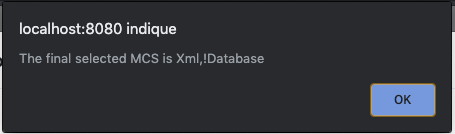 localhost:8080 indique
The final selected MCS is Xml,!Database
OK